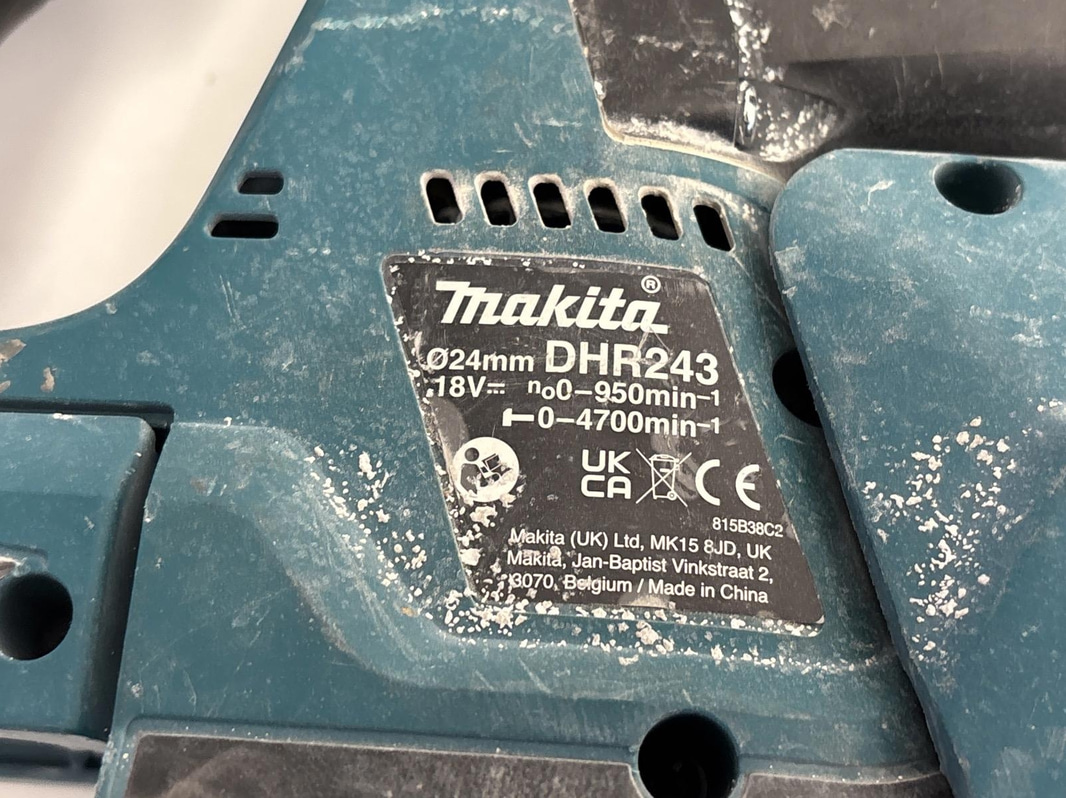 makita®
Ø24mm DHR243
18V⎓ n₀0–950min⁻¹
0–4700min⁻¹
UK
CA
CE
815B38C2
Makita (UK) Ltd, MK15 8JD, UK
Makita, Jan-Baptist Vinkstraat 2,
3070, Belgium / Made in China